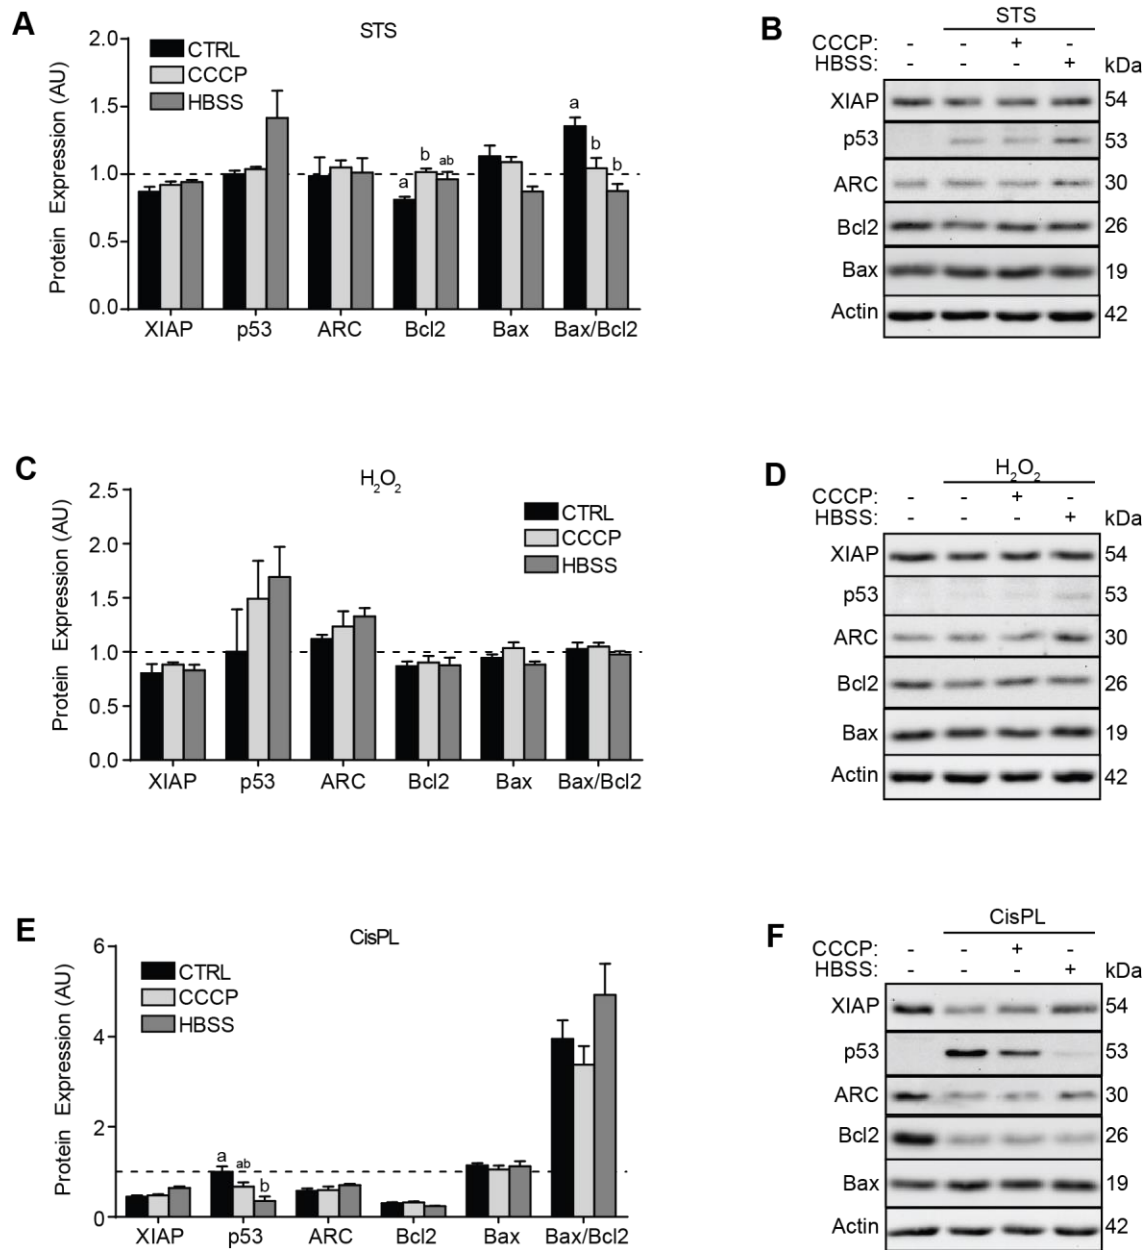 A
STS
2.0
1.5
1.0
0.5
0.0
Protein Expression (AU)
CTRL
CCCP
HBSS
a
b
ab
a
b
b
XIAP p53 ARC Bcl2 Bax Bax/Bcl2
B
STS
CCCP: - - + -
HBSS: - - - + kDa
XIAP 54
p53 53
ARC 30
Bcl2 26
Bax 19
Actin 42
C
H2O2
2.5
2.0
1.5
1.0
0.5
0.0
Protein Expression (AU)
CTRL
CCCP
HBSS
XIAP p53 ARC Bcl2 Bax Bax/Bcl2
D
H2O2
CCCP: - - + -
HBSS: - - - + kDa
XIAP 54
p53 53
ARC 30
Bcl2 26
Bax 19
Actin 42
E
CisPL
6
4
2
0
Protein Expression (AU)
CTRL
CCCP
HBSS
a
ab
b
XIAP p53 ARC Bcl2 Bax Bax/Bcl2
F
CisPL
CCCP: - - + -
HBSS: - - - + kDa
XIAP 54
p53 53
ARC 30
Bcl2 26
Bax 19
Actin 42